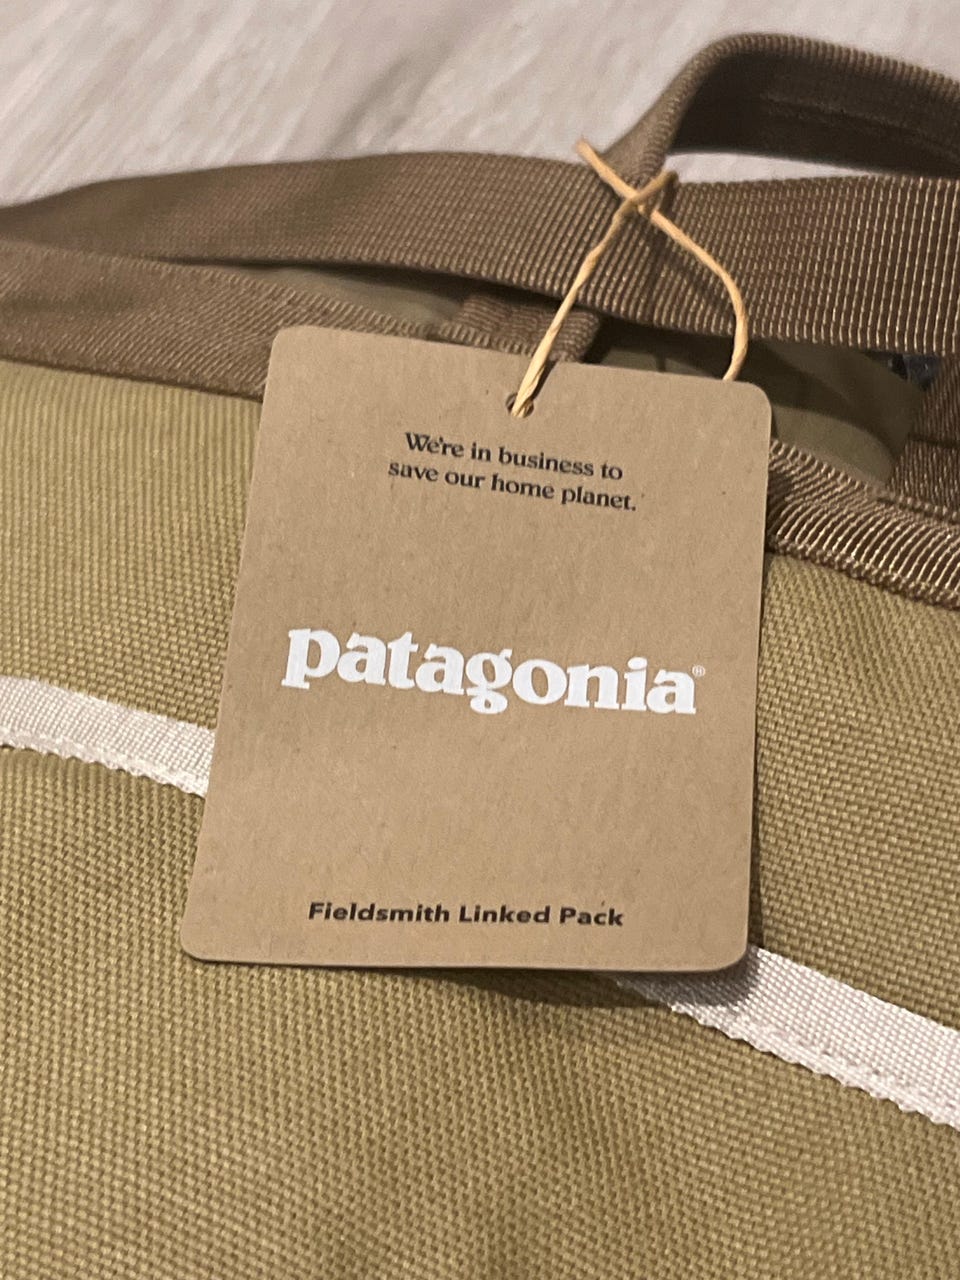 We're in business to
save our home planet.
patagonia®
Fieldsmith Linked Pack